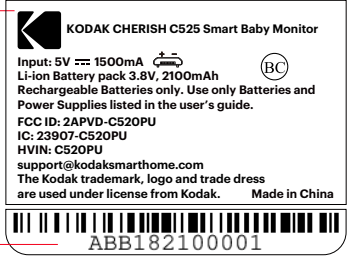 KODAK CHERISH C525 Smart Baby Monitor
Input: 5V ⎓ 1500mA
BC
Li-ion Battery pack 3.8V, 2100mAh
Rechargeable Batteries only. Use only Batteries and
Power Supplies listed in the user's guide.
FCC ID: 2APVD-C520PU
IC: 23907-C520PU
HVIN: C520PU
support@kodaksmarthome.com
The Kodak trademark, logo and trade dress
are used under license from Kodak. Made in China
ABB182100001